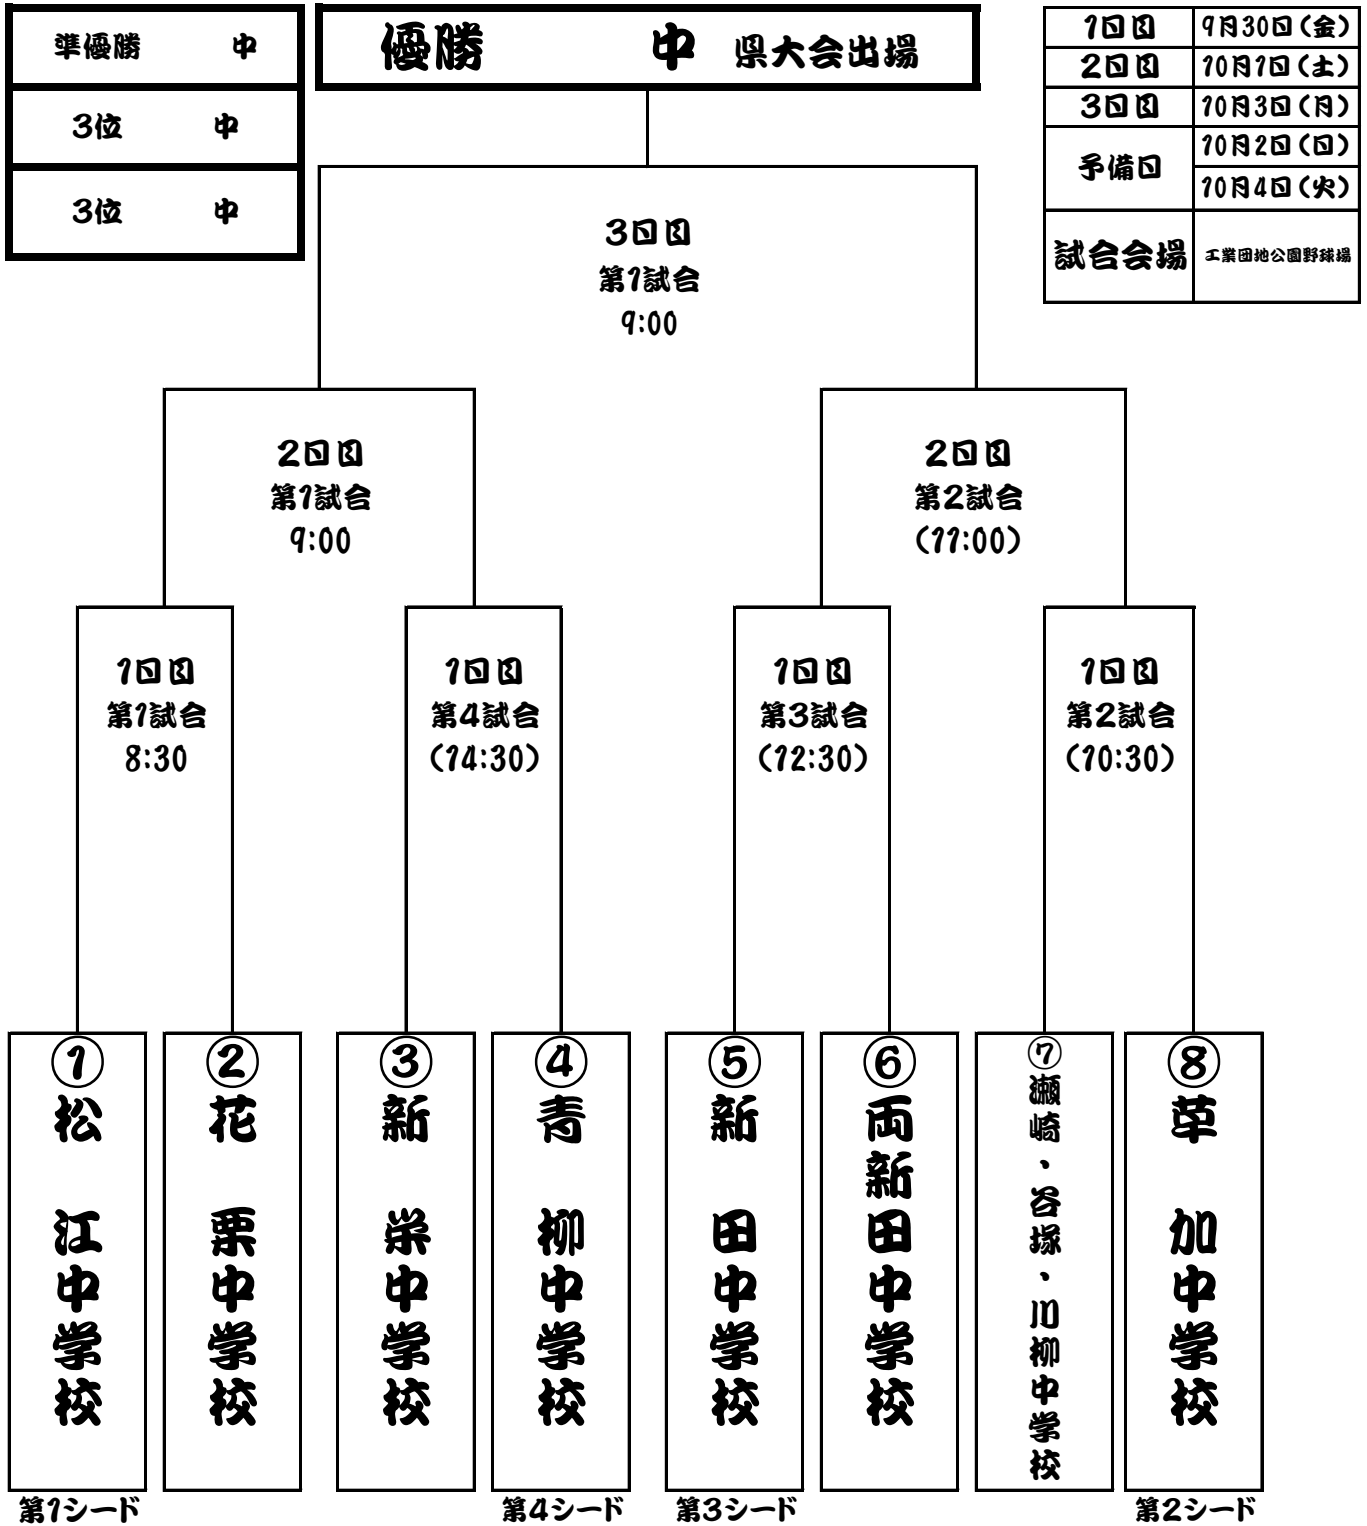 準優勝 中
3位 中
3位 中
優勝 中 県大会出場
1日目 9月30日(金)
2日目 10月1日(土)
3日目 10月3日(月)
予備日 10月2日(日)
10月4日(火)
試合会場 工業団地公園野球場
3日目
第1試合
9:00
2日目
第1試合
9:00
2日目
第2試合
(11:00)
1日目
第1試合
8:30
1日目
第4試合
(14:30)
1日目
第3試合
(12:30)
1日目
第2試合
(10:30)
①松 江中学校
②花 栗中学校
③新 栄中学校
④青 柳中学校
⑤新 田中学校
⑥両新田中学校
⑦瀬崎・谷塚・川柳中学校
⑧草 加中学校
第1シード
第4シード
第3シード
第2シード